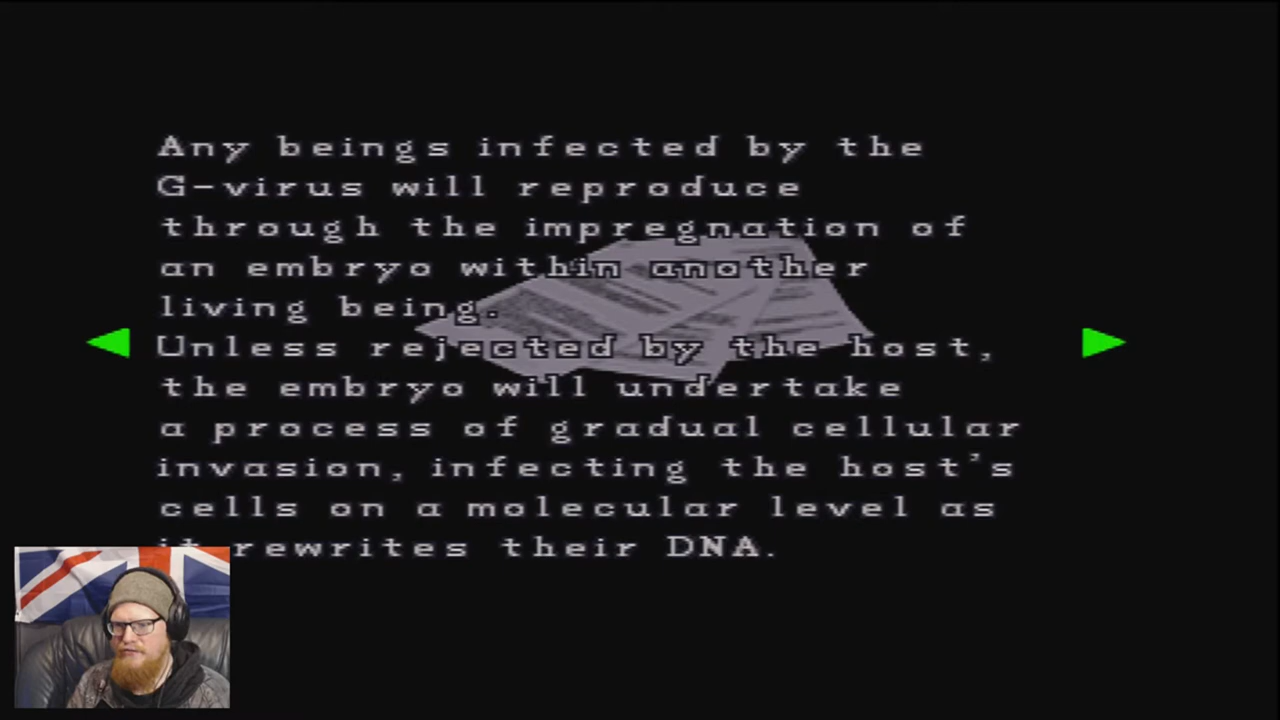 Any beings infected by the
G-virus will reproduce
through the impregnation of
an embryo within another
living being.
Unless rejected by the host,
the embryo will undertake
a process of gradual cellular
invasion, infecting the host's
cells on a molecular level as
it rewrites their DNA.